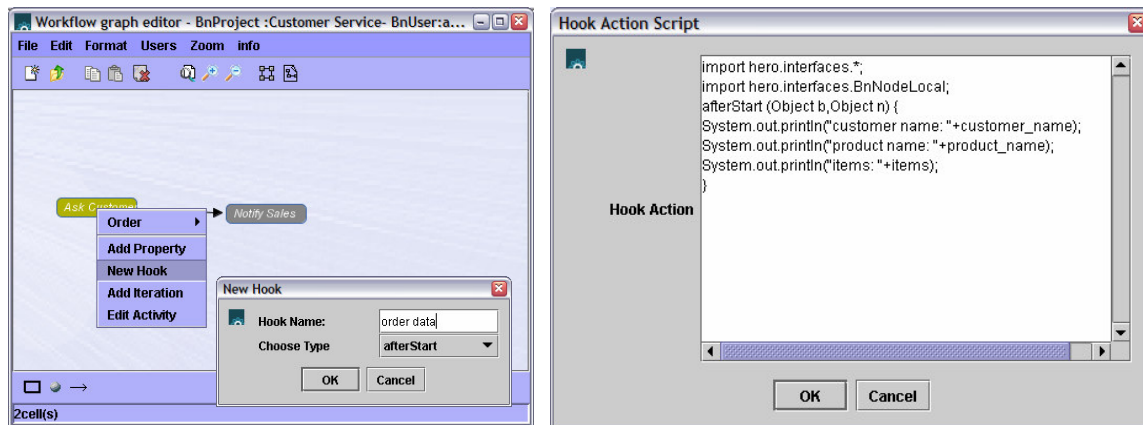 Workflow graph editor - BnProject :Customer Service- BnUser:a...
File Edit Format Users Zoom info
Ask Customer
Notify Sales
Order
Add Property
New Hook
Add Iteration
Edit Activity
New Hook
Hook Name: order data
Choose Type afterStart
OK Cancel
2cell(s)
Hook Action Script
Hook Action
import hero.interfaces.*;
import hero.interfaces.BnNodeLocal;
afterStart (Object b,Object n) {
System.out.println("customer name: "+customer_name);
System.out.println("product name: "+product_name);
System.out.println("items: "+items);
}
OK Cancel